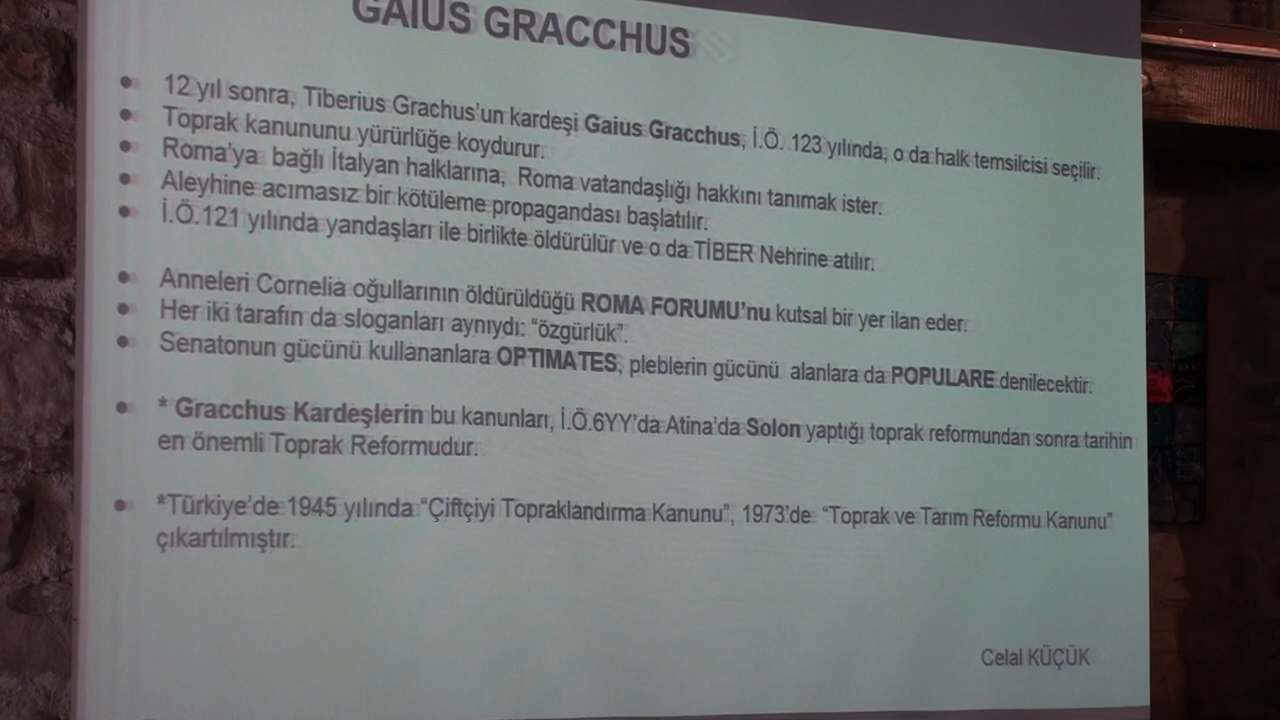 GAIUS GRACCHUS
• 12 yıl sonra, Tiberius Grachus'un kardeşi Gaius Gracchus, İ.Ö. 123 yılında, o da halk temsilcisi seçilir.
• Toprak kanununu yürürlüğe koydurur.
• Roma'ya bağlı İtalyan halklarına, Roma vatandaşlığı hakkını tanımak ister.
• Aleyhine acımasız bir kötüleme propagandası başlatılır.
• İ.Ö.121 yılında yandaşları ile birlikte öldürülür ve o da TİBER Nehrine atılır.
• Anneleri Cornelia oğullarının öldürüldüğü ROMA FORUMU'nu kutsal bir yer ilan eder.
• Her iki tarafın da sloganları aynıydı: "özgürlük".
• Senatonun gücünü kullananlara OPTIMATES, pleblerin gücünü alanlara da POPULARE denilecektir.
• * Gracchus Kardeşlerin bu kanunları, İ.Ö.6YY'da Atina'da Solon yaptığı toprak reformundan sonra tarihin
en önemli Toprak Reformudur.
• *Türkiye'de 1945 yılında "Çiftçiyi Topraklandırma Kanunu", 1973'de "Toprak ve Tarım Reformu Kanunu"
çıkartılmıştır.
Celal KÜÇÜK